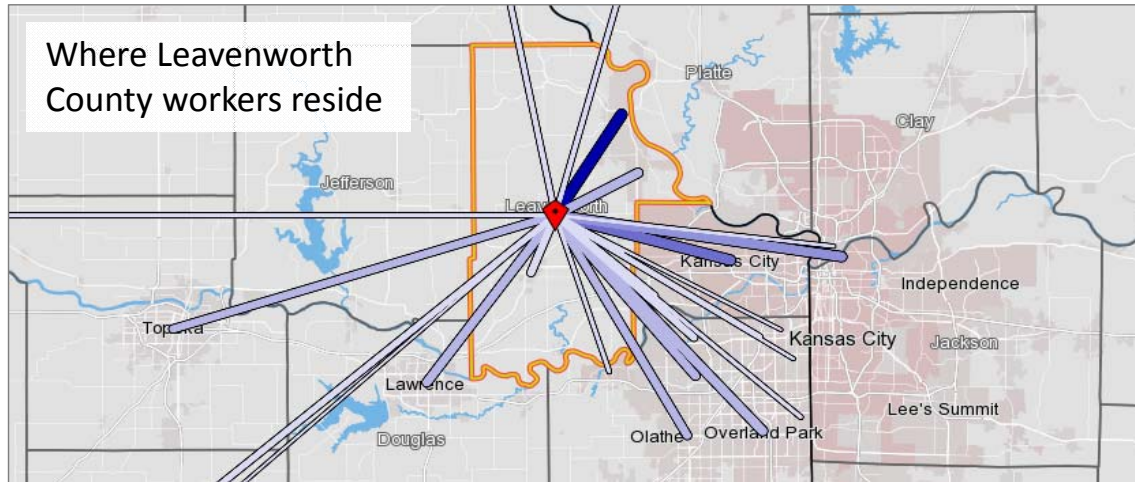 Where Leavenworth
County workers reside
Platte
Clay
Jefferson
Leavenworth
Kansas City
Independence
Topeka
Kansas City
Jackson
Lawrence
Lee's Summit
Olathe
Overland Park
Douglas